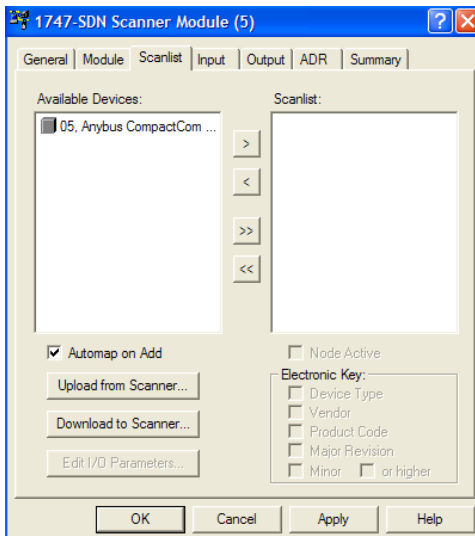 1747-SDN Scanner Module (5)
General Module Scanlist Input Output ADR Summary
Available Devices: Scanlist:
05, Anybus CompactCom ...
>
<
>>
<<
Automap on Add Node Active
Upload from Scanner... Electronic Key:
Device Type
Download to Scanner... Vendor
Product Code
Edit I/O Parameters... Major Revision
Minor or higher
OK Cancel Apply Help